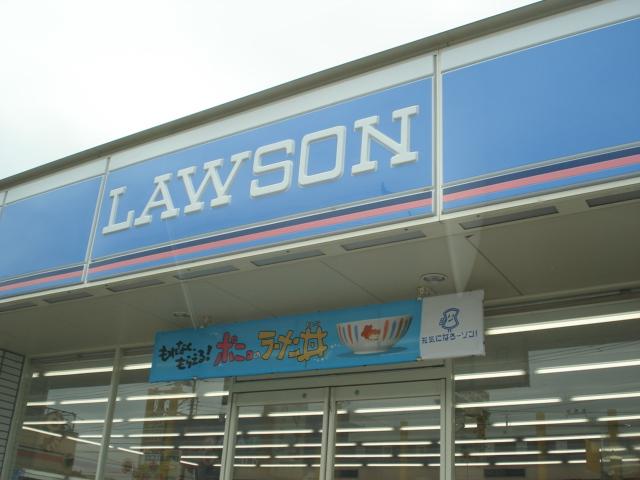 LAWSON
もれなく
もらえる!
ポニョのラーメン丼
元気になろーソン!